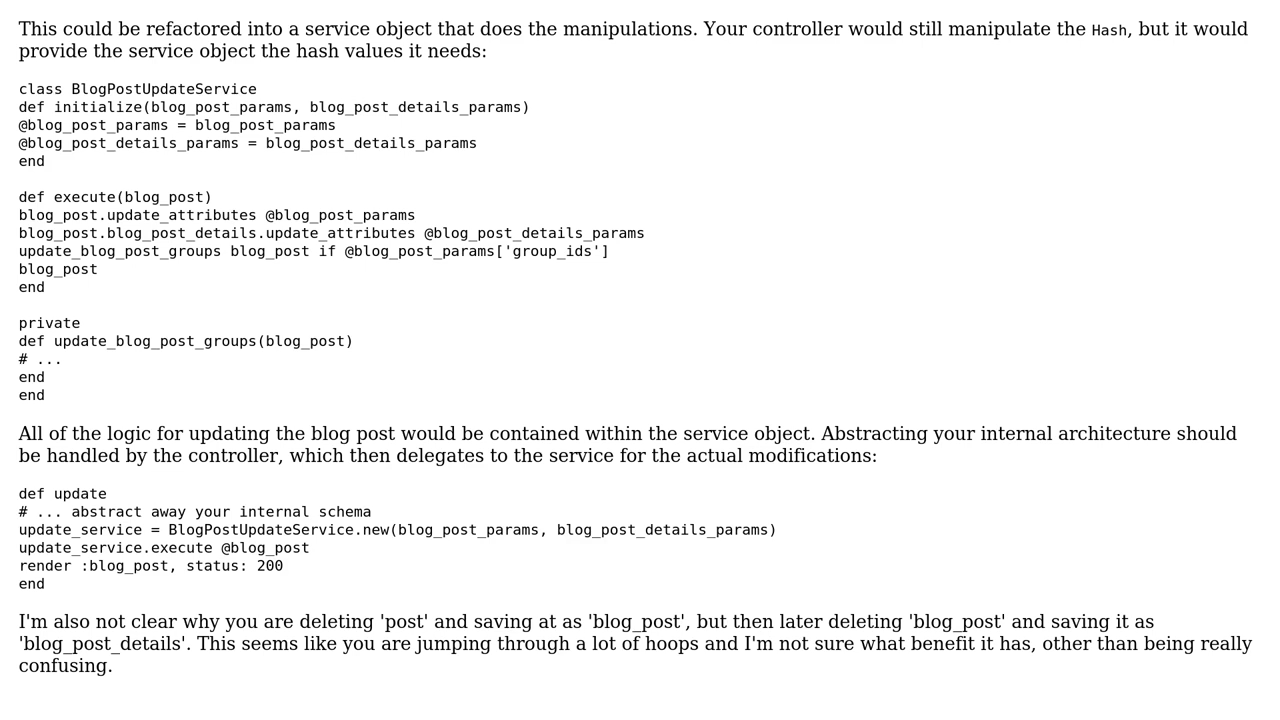 This could be refactored into a service object that does the manipulations. Your controller would still manipulate the Hash, but it would
provide the service object the hash values it needs:
class BlogPostUpdateService
def initialize(blog_post_params, blog_post_details_params)
@blog_post_params = blog_post_params
@blog_post_details_params = blog_post_details_params
end
def execute(blog_post)
blog_post.update_attributes @blog_post_params
blog_post.blog_post_details.update_attributes @blog_post_details_params
update_blog_post_groups blog_post if @blog_post_params['group_ids']
blog_post
end
private
def update_blog_post_groups(blog_post)
# ...
end
end
All of the logic for updating the blog post would be contained within the service object. Abstracting your internal architecture should
be handled by the controller, which then delegates to the service for the actual modifications:
def update
# ... abstract away your internal schema
update_service = BlogPostUpdateService.new(blog_post_params, blog_post_details_params)
update_service.execute @blog_post
render :blog_post, status: 200
end
I'm also not clear why you are deleting 'post' and saving at as 'blog_post', but then later deleting 'blog_post' and saving it as
'blog_post_details'. This seems like you are jumping through a lot of hoops and I'm not sure what benefit it has, other than being really
confusing.